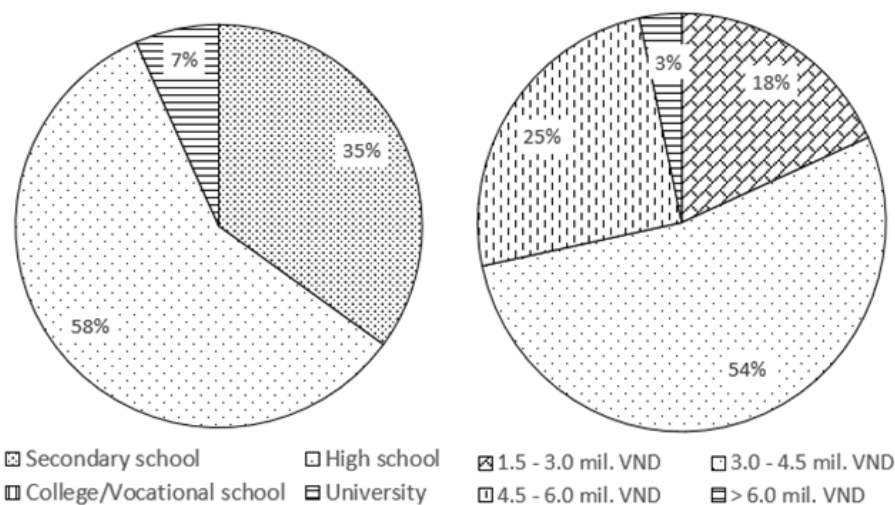 7%
35%
58%
3%
18%
25%
54%
Secondary school High school
College/Vocational school University
1.5 - 3.0 mil. VND 3.0 - 4.5 mil. VND
4.5 - 6.0 mil. VND > 6.0 mil. VND